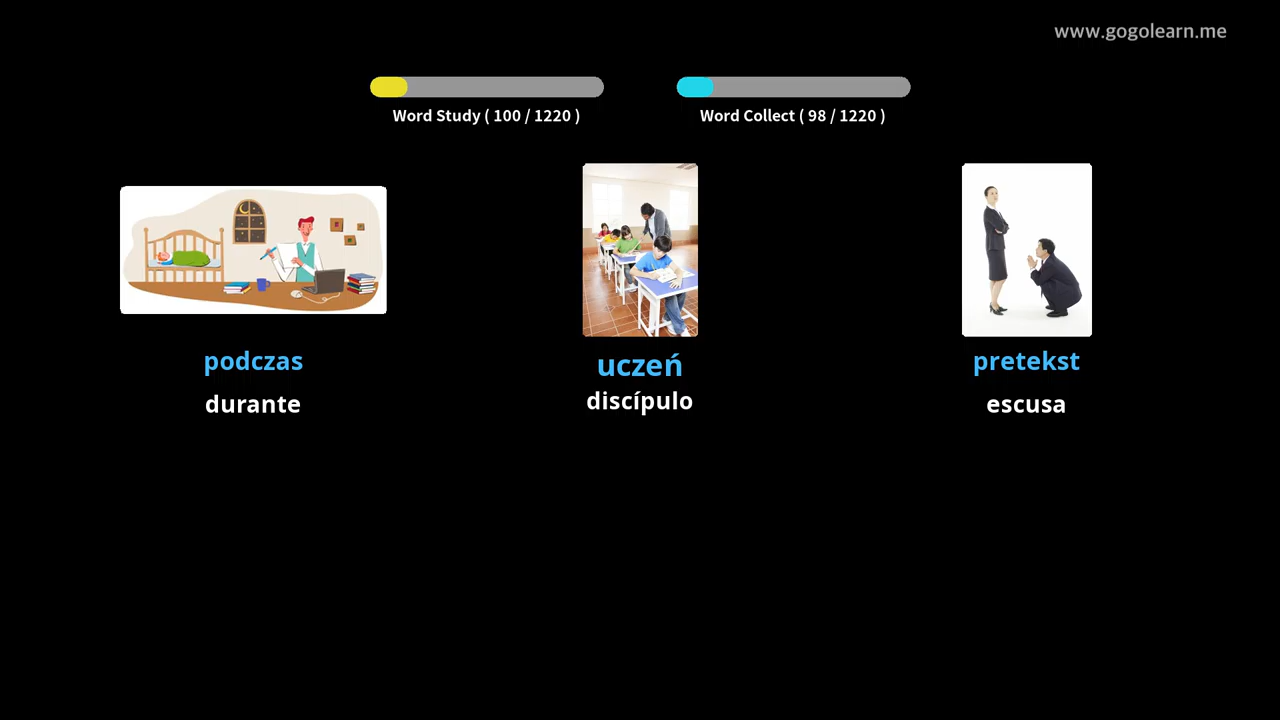 www.gogolearn.me
Word Study ( 100 / 1220 )
Word Collect ( 98 / 1220 )
podczas
durante
uczeń
discípulo
pretekst
escusa